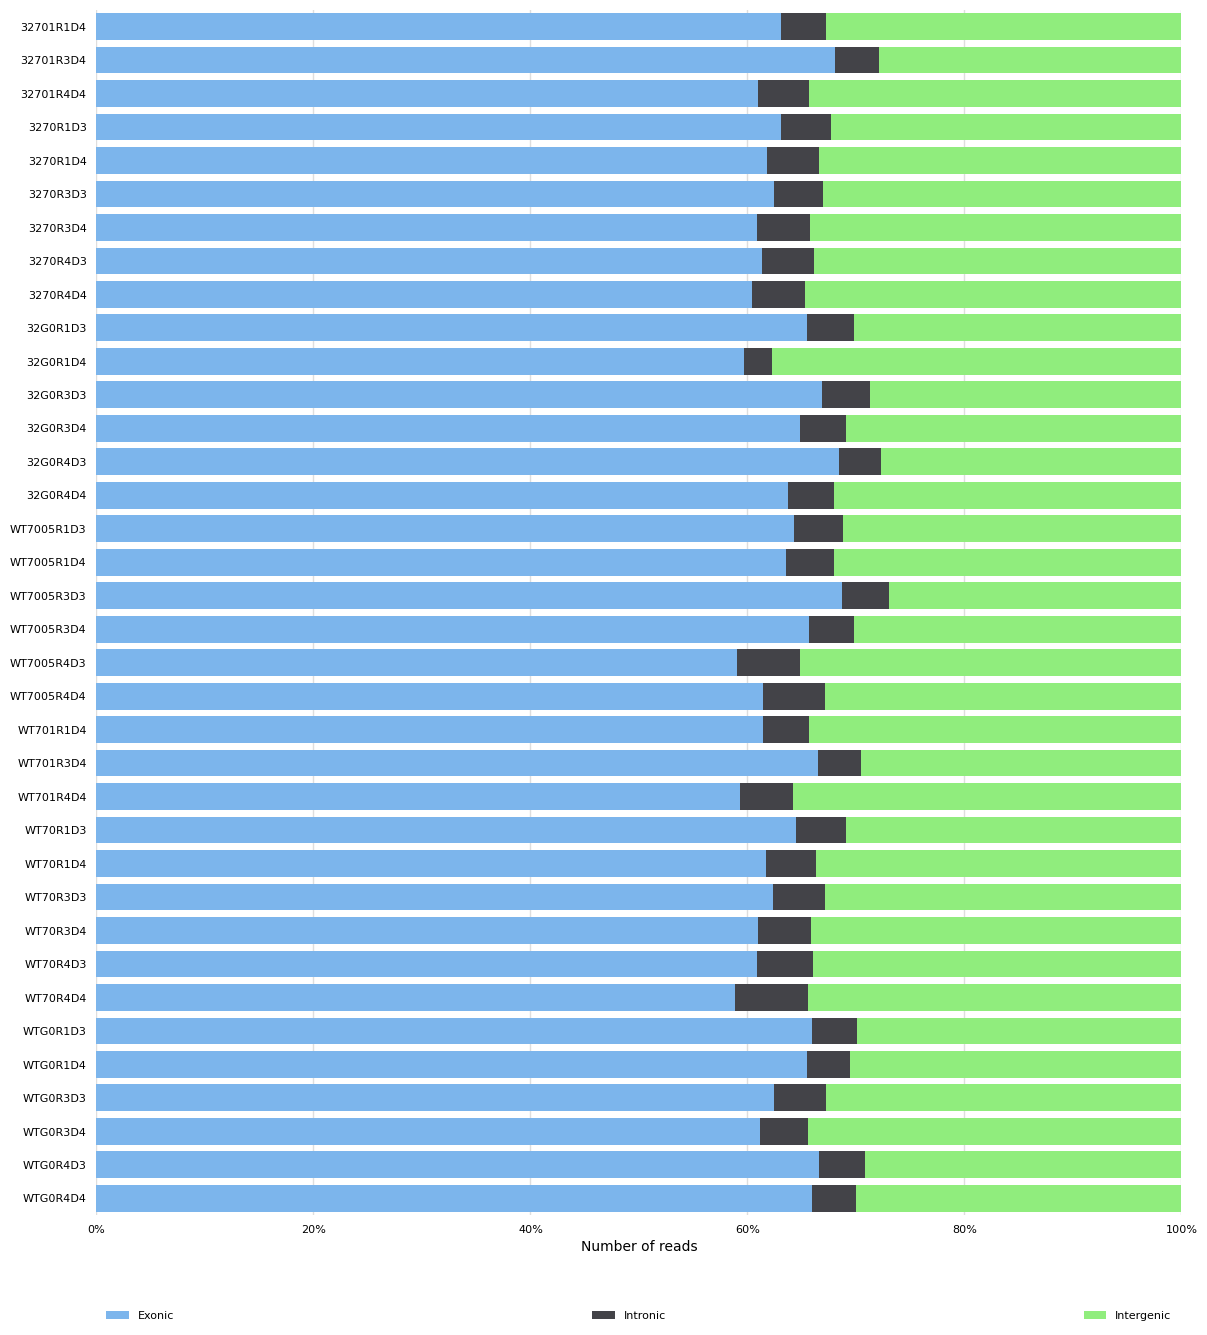 32701R1D4
32701R3D4
32701R4D4
3270R1D3
3270R1D4
3270R3D3
3270R3D4
3270R4D3
3270R4D4
32G0R1D3
32G0R1D4
32G0R3D3
32G0R3D4
32G0R4D3
32G0R4D4
WT7005R1D3
WT7005R1D4
WT7005R3D3
WT7005R3D4
WT7005R4D3
WT7005R4D4
WT701R1D4
WT701R3D4
WT701R4D4
WT70R1D3
WT70R1D4
WT70R3D3
WT70R3D4
WT70R4D3
WT70R4D4
WTG0R1D3
WTG0R1D4
WTG0R3D3
WTG0R3D4
WTG0R4D3
WTG0R4D4
0% 20% 40% 60% 80% 100%
Number of reads
Exonic Intronic Intergenic